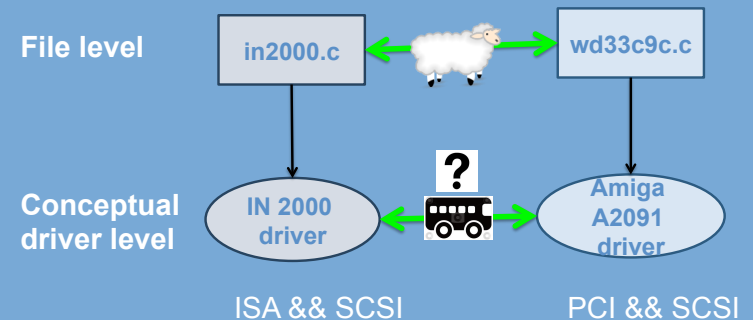 File level
in2000.c
wd33c9c.c
?
Conceptual
driver level
IN 2000
driver
Amiga
A2091
driver
ISA && SCSI
PCI && SCSI